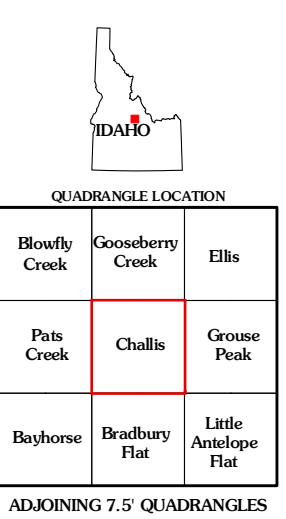 IDAHO
QUADRANGLE LOCATION
Blowfly
Creek
Gooseberry
Creek
Ellis
Pats
Creek
Challis
Grouse
Peak
Bayhorse
Bradbury
Flat
Little
Antelope
Flat
ADJOINING 7.5' QUADRANGLES